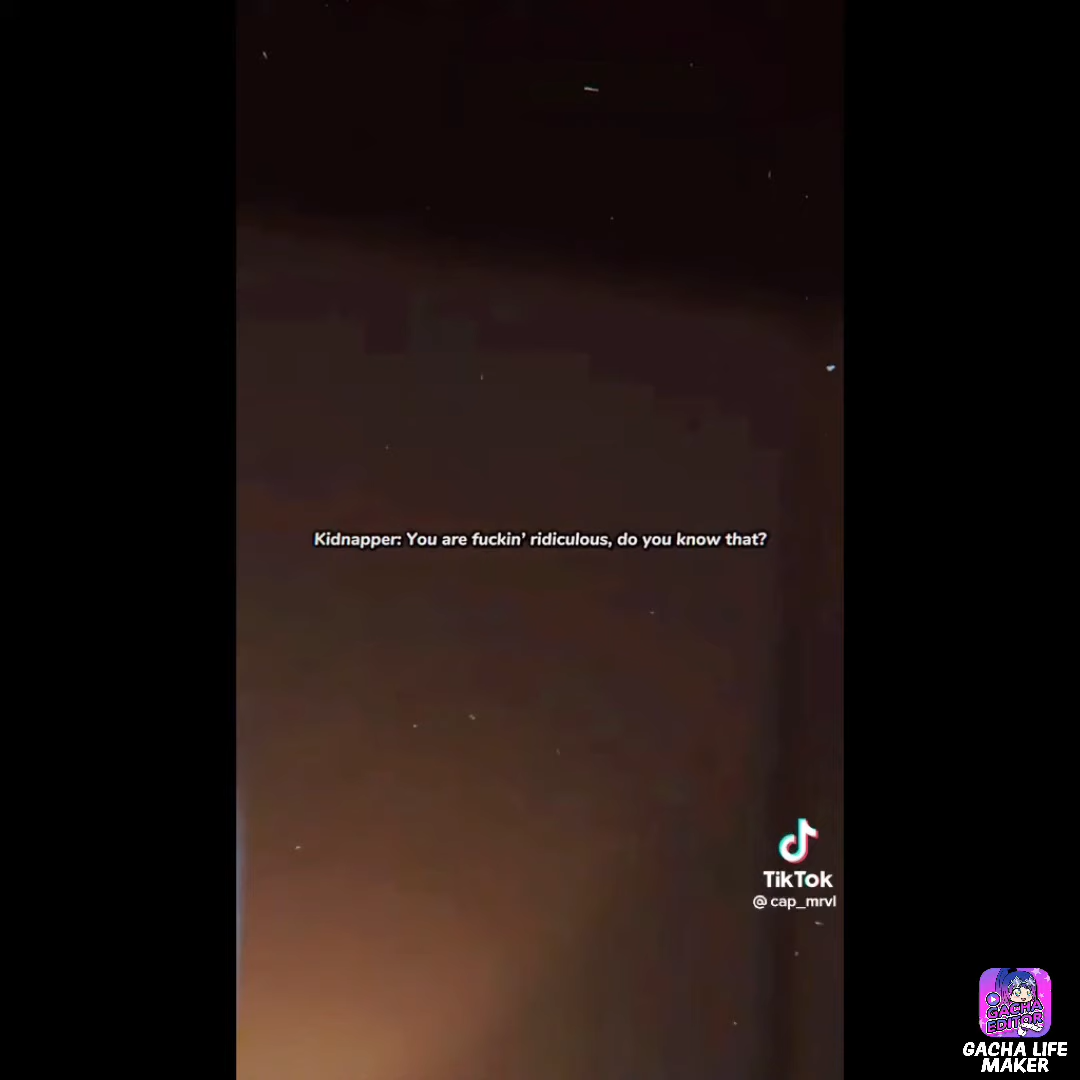 Kidnapper: You are fuckin' ridiculous, do you know that?
TikTok
@cap_mrvl
GACHA
EDITOR
GACHA LIFE
MAKER